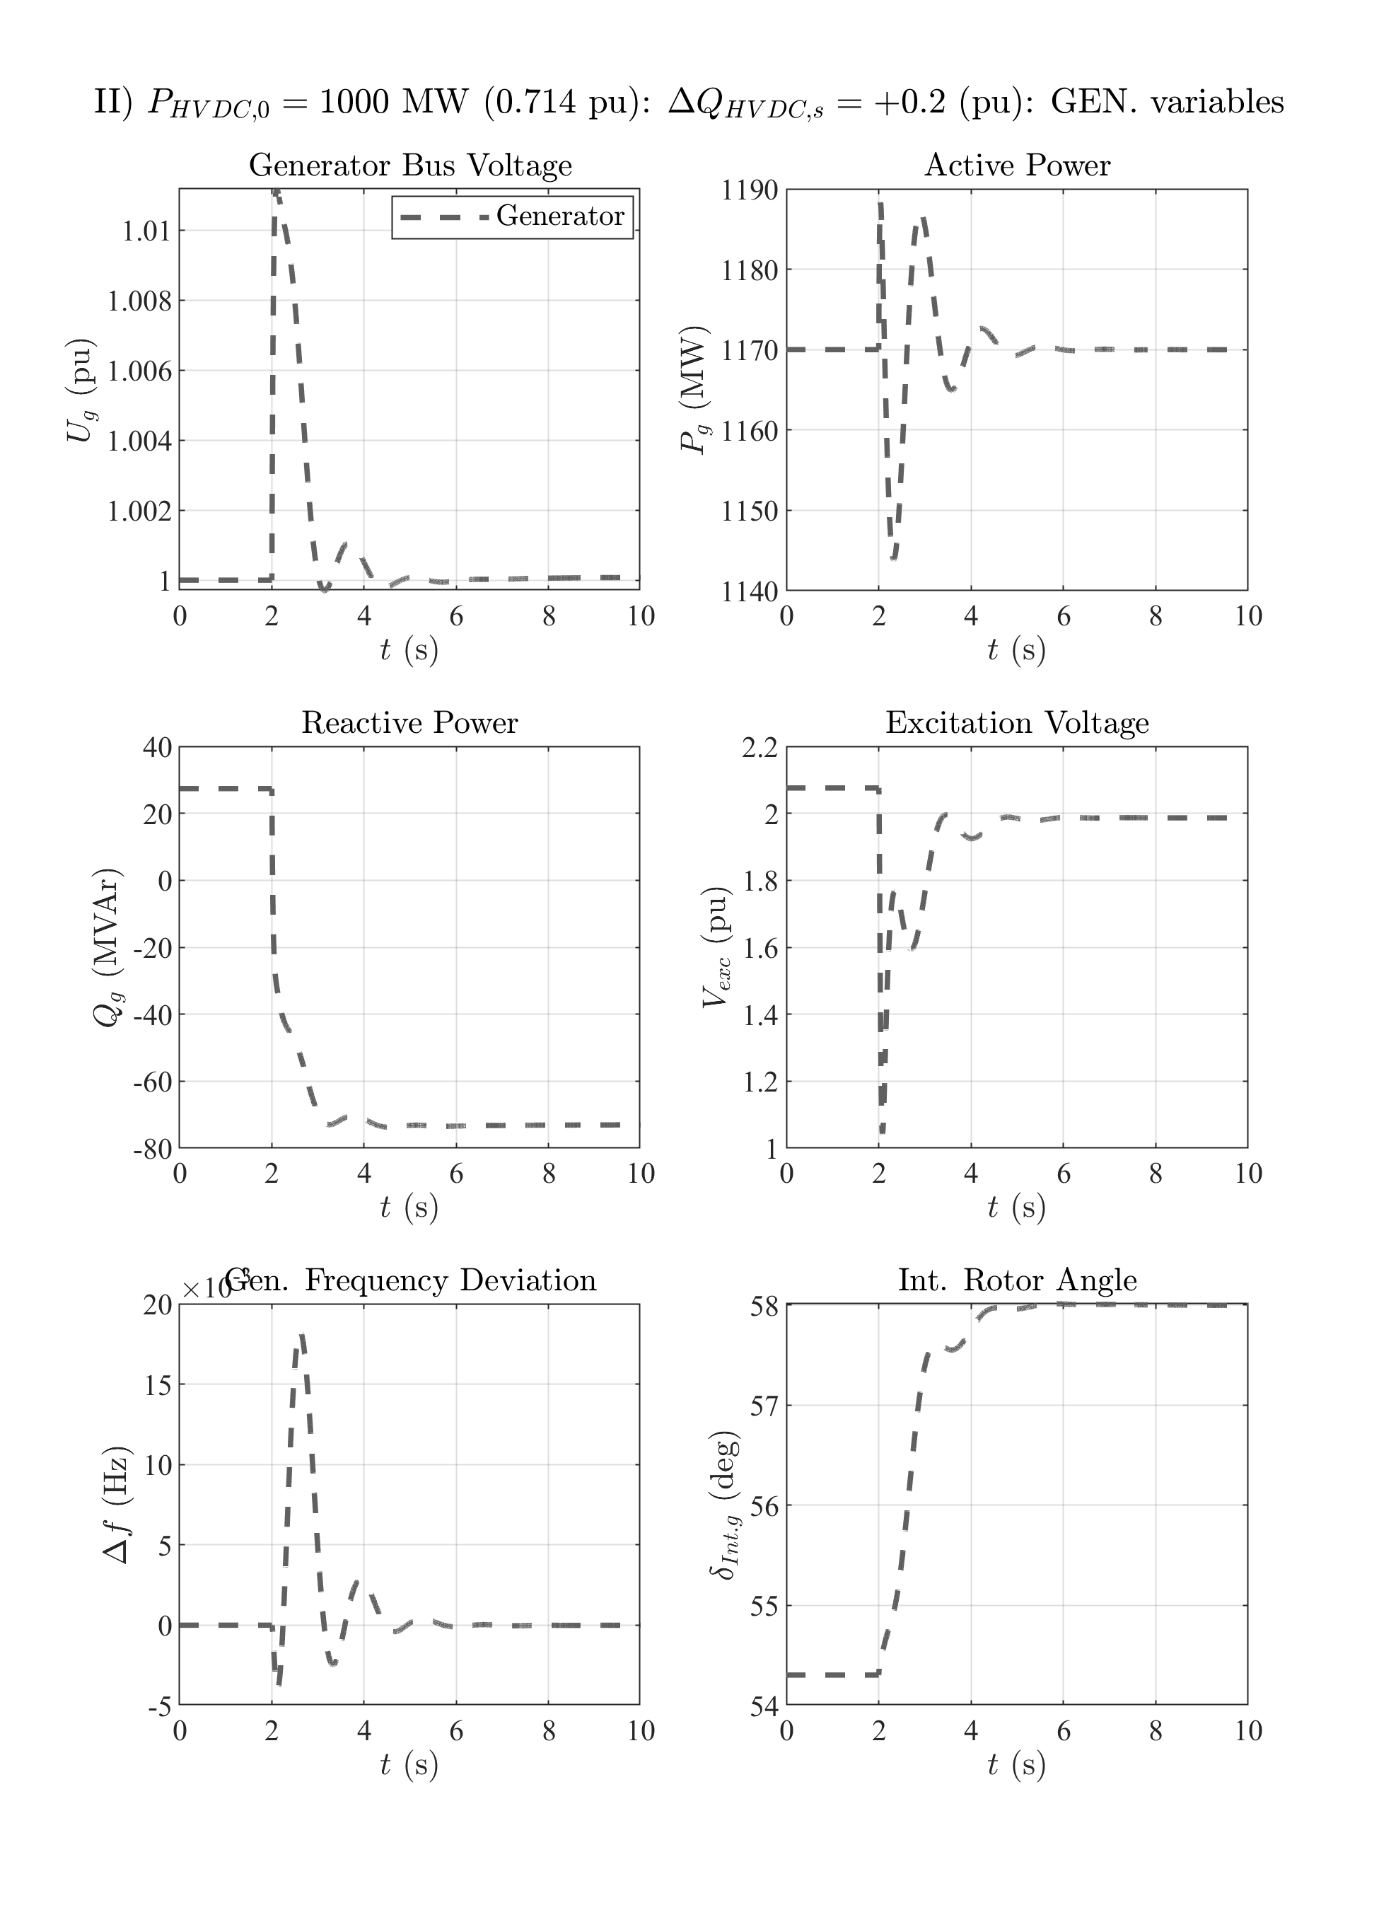 II) P_{HVDC,0} = 1000 MW (0.714 pu): ΔQ_{HVDC,s} = +0.2 (pu): GEN. variables
Generator Bus Voltage
Generator
1.01
1.008
1.006
1.004
1.002
1
U_g (pu)
0 2 4 6 8 10
t (s)
Active Power
1190
1180
1170
1160
1150
1140
P_g (MW)
0 2 4 6 8 10
t (s)
Reactive Power
40
20
0
-20
-40
-60
-80
Q_g (MVAr)
0 2 4 6 8 10
t (s)
Excitation Voltage
2.2
2
1.8
1.6
1.4
1.2
1
V_{exc} (pu)
0 2 4 6 8 10
t (s)
×10^{-3}
Gen. Frequency Deviation
20
15
10
5
0
-5
Δf (Hz)
0 2 4 6 8 10
t (s)
Int. Rotor Angle
58
57
56
55
54
δ_{Int.g} (deg)
0 2 4 6 8 10
t (s)